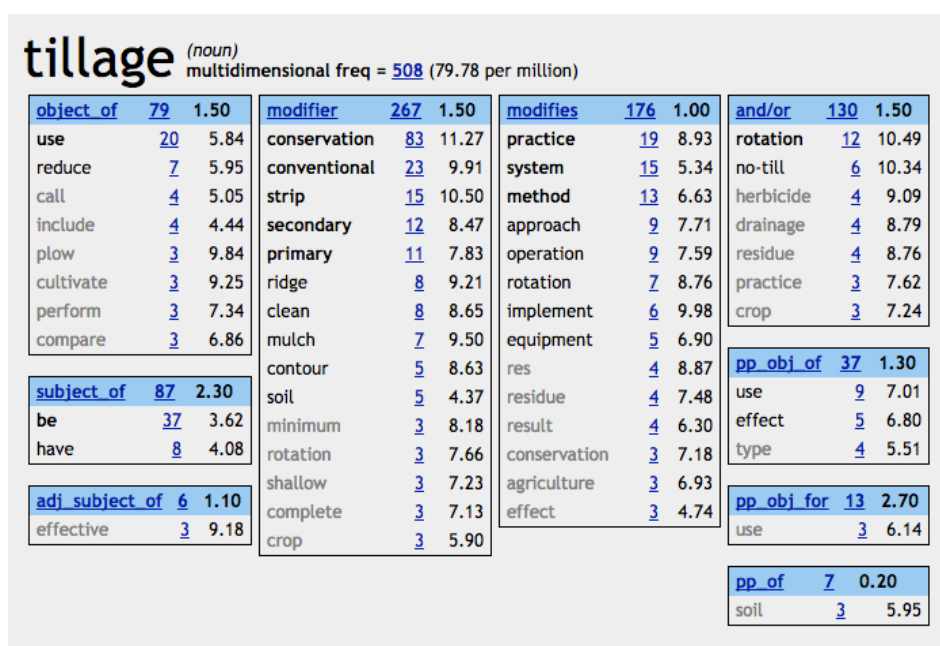 tillage (noun)
multidimensional freq = 508 (79.78 per million)
object_of 79 1.50
use 20 5.84
reduce 7 5.95
call 4 5.05
include 4 4.44
plow 3 9.84
cultivate 3 9.25
perform 3 7.34
compare 3 6.86
subject_of 87 2.30
be 37 3.62
have 8 4.08
adj_subject_of 6 1.10
effective 3 9.18
modifier 267 1.50
conservation 83 11.27
conventional 23 9.91
strip 15 10.50
secondary 12 8.47
primary 11 7.83
ridge 8 9.21
clean 8 8.65
mulch 7 9.50
contour 5 8.63
soil 5 4.37
minimum 3 8.18
rotation 3 7.66
shallow 3 7.23
complete 3 7.13
crop 3 5.90
modifies 176 1.00
practice 19 8.93
system 15 5.34
method 13 6.63
approach 9 7.71
operation 9 7.59
rotation 7 8.76
implement 6 9.98
equipment 5 6.90
res 4 8.87
residue 4 7.48
result 4 6.30
conservation 3 7.18
agriculture 3 6.93
effect 3 4.74
and/or 130 1.50
rotation 12 10.49
no-till 6 10.34
herbicide 4 9.09
drainage 4 8.79
residue 4 8.76
practice 3 7.62
crop 3 7.24
pp_obj_of 37 1.30
use 9 7.01
effect 5 6.80
type 4 5.51
pp_obj_for 13 2.70
use 3 6.14
pp_of 7 0.20
soil 3 5.95